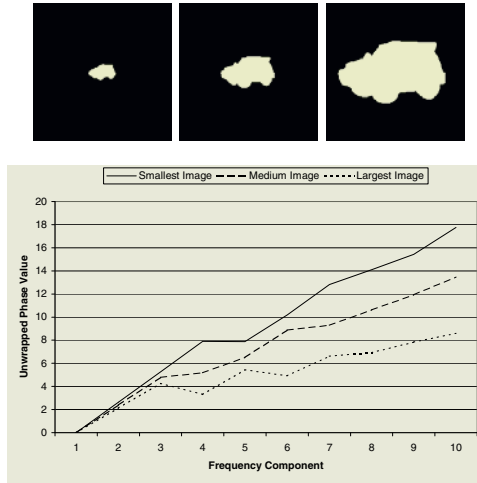 Smallest Image Medium Image Largest Image
20
18
16
14
12
10
8
6
4
2
0
Unwrapped Phase Value
1 2 3 4 5 6 7 8 9 10
Frequency Component